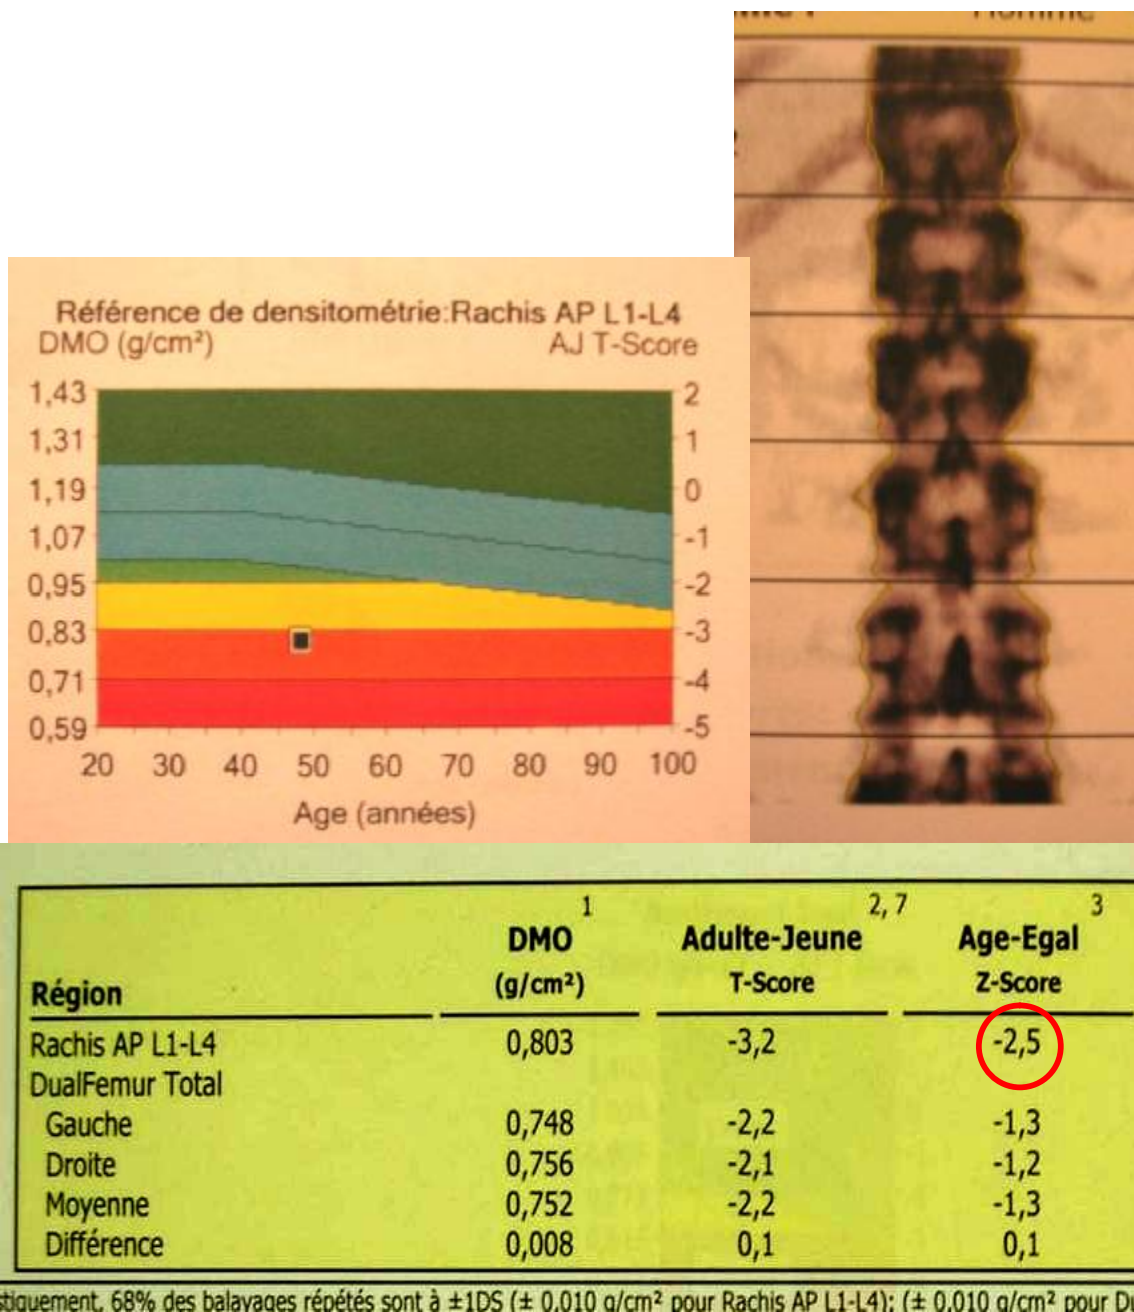 Homme
Référence de densitométrie:Rachis AP L1-L4
DMO (g/cm²) AJ T-Score
1,43 2
1,31 1
1,19 0
1,07 -1
0,95 -2
0,83 -3
0,71 -4
0,59 -5
20 30 40 50 60 70 80 90 100
Age (années)
1 2, 7 3
DMO Adulte-Jeune Age-Egal
Région (g/cm²) T-Score Z-Score
Rachis AP L1-L4 0,803 -3,2 -2,5
DualFemur Total
Gauche 0,748 -2,2 -1,3
Droite 0,756 -2,1 -1,2
Moyenne 0,752 -2,2 -1,3
Différence 0,008 0,1 0,1
stiquement, 68% des balayages répétés sont à ±1DS (± 0,010 g/cm² pour Rachis AP L1-L4); (± 0,010 g/cm² pour Du